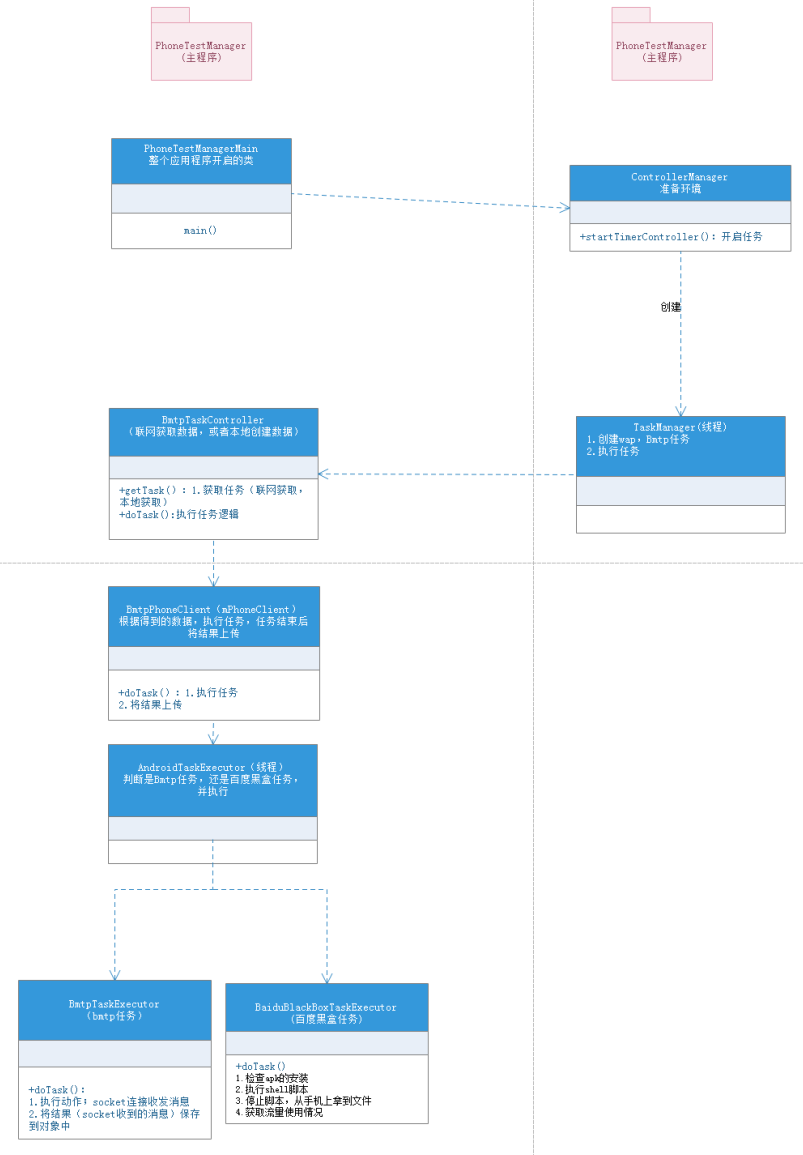 PhoneTestManager
(主程序)
PhoneTestManager
(主程序)
PhoneTestManagerMain
整个应用程序开启的类
main()
ControllerManager
准备环境
+startTimerController(): 开启任务
创建
BmtpTaskController
(联网获取数据，或者本地创建数据)
+getTask() : 1.获取任务（联网获取，
本地获取）
+doTask():执行任务逻辑
TaskManager(线程)
1.创建wap，Bmtp任务
2.执行任务
BmtpPhoneClient（mPhoneClient）
根据得到的数据，执行任务，任务结束后
将结果上传
+doTask() : 1.执行任务
2.将结果上传
AndroidTaskExecutor（线程）
判断是Bmtp任务，还是百度黑盒任务，
并执行
BmtpTaskExecutor
（bmtp任务）
+doTask():
1.执行动作；socket连接收发消息
2.将结果（socket收到的消息）保存
到对象中
BaiduBlackBoxTaskExecutor
(百度黑盒任务)
+doTask()
1.检查apk的安装
2.执行shell脚本
3.停止脚本，从手机上拿到文件
4.获取流量使用情况